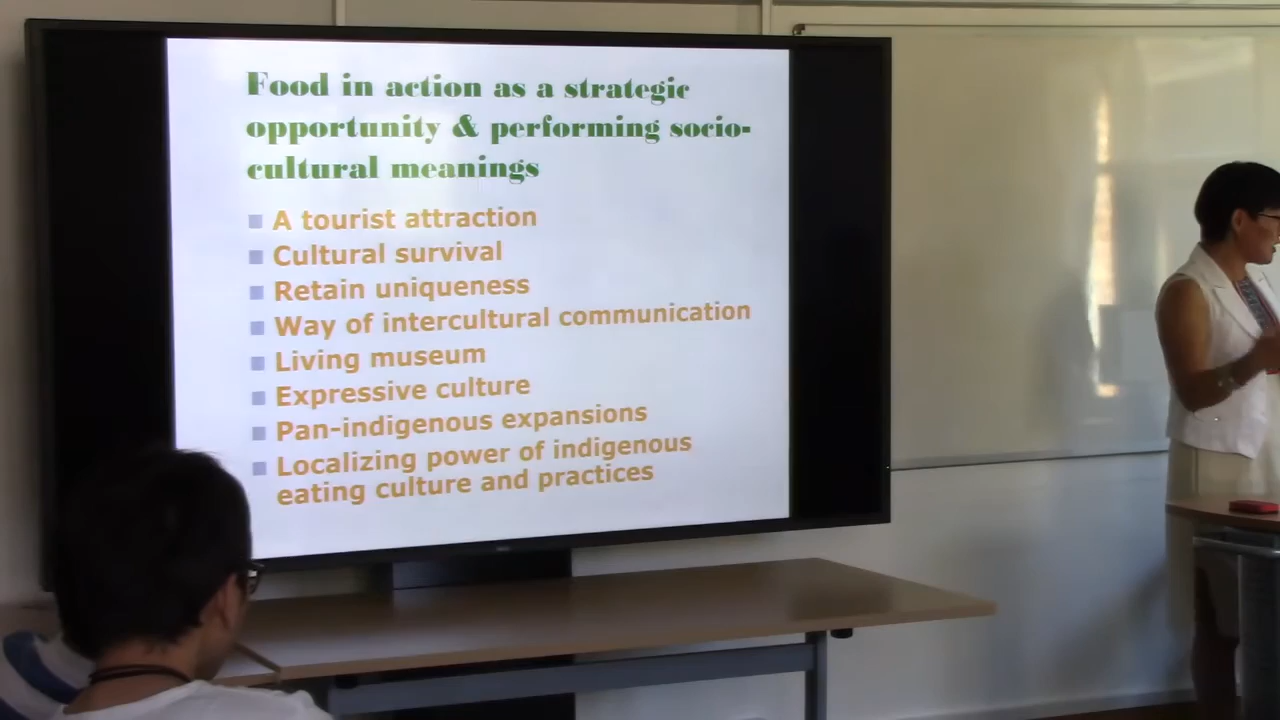 Food in action as a strategic
opportunity & performing socio-
cultural meanings
A tourist attraction
Cultural survival
Retain uniqueness
Way of intercultural communication
Living museum
Expressive culture
Pan-indigenous expansions
Localizing power of indigenous
eating culture and practices